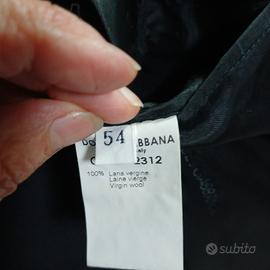 54
BBANA
Italy
2312
100% Lana vergine
Laine vierge
Virgin wool
subito